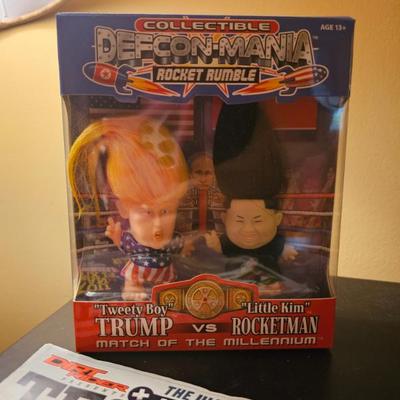 COLLECTIBLE
AGE 13+
DEFCON-MANIA
ROCKET RUMBLE
"Tweety Boy"
"Little Kim"
TRUMP VS ROCKETMAN
MATCH OF THE MILLENNIUM